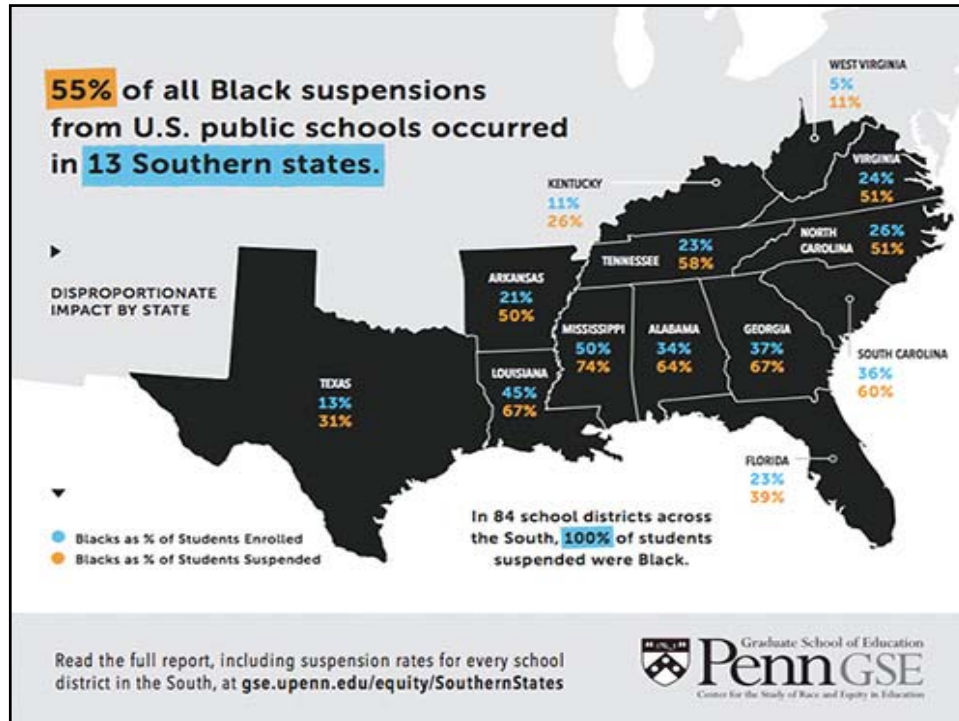 55% of all Black suspensions
from U.S. public schools occurred
in 13 Southern states.
DISPROPORTIONATE
IMPACT BY STATE
WEST VIRGINIA
5%
11%
VIRGINIA
24%
51%
KENTUCKY
11%
26%
NORTH
CAROLINA
26%
51%
TENNESSEE
23%
58%
ARKANSAS
21%
50%
MISSISSIPPI
50%
74%
ALABAMA
34%
64%
GEORGIA
37%
67%
SOUTH CAROLINA
36%
60%
TEXAS
13%
31%
LOUISIANA
45%
67%
FLORIDA
23%
39%
Blacks as % of Students Enrolled
Blacks as % of Students Suspended
In 84 school districts across
the South, 100% of students
suspended were Black.
Read the full report, including suspension rates for every school
district in the South, at gse.upenn.edu/equity/SouthernStates
Graduate School of Education
PennGSE
Center for the Study of Race and Equity in Education